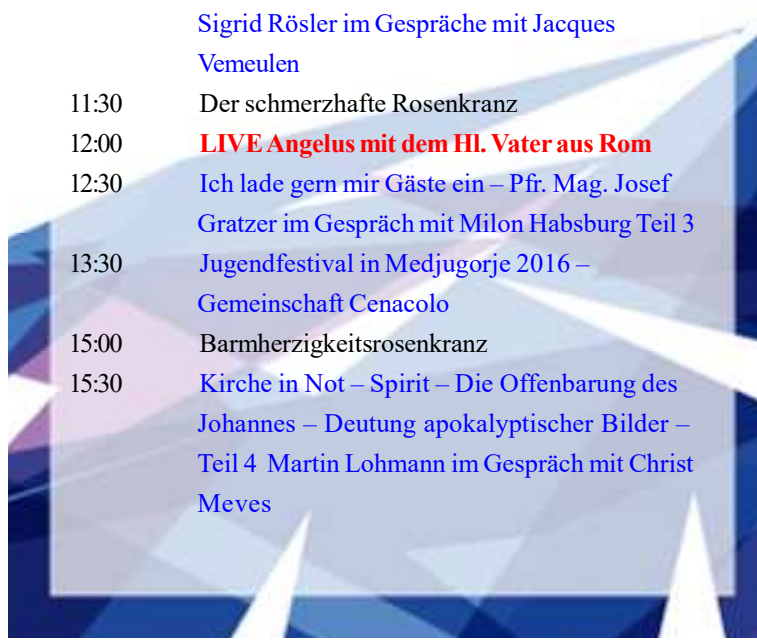 Sigrid Rösler im Gespräche mit Jacques
Vemeulen
11:30 Der schmerzhafte Rosenkranz
12:00 LIVE Angelus mit dem Hl. Vater aus Rom
12:30 Ich lade gern mir Gäste ein – Pfr. Mag. Josef
Gratzer im Gespräch mit Milon Habsburg Teil 3
13:30 Jugendfestival in Medjugorje 2016 –
Gemeinschaft Cenacolo
15:00 Barmherzigkeitsrosenkranz
15:30 Kirche in Not – Spirit – Die Offenbarung des
Johannes – Deutung apokalyptischer Bilder –
Teil 4 Martin Lohmann im Gespräch mit Christ
Meves